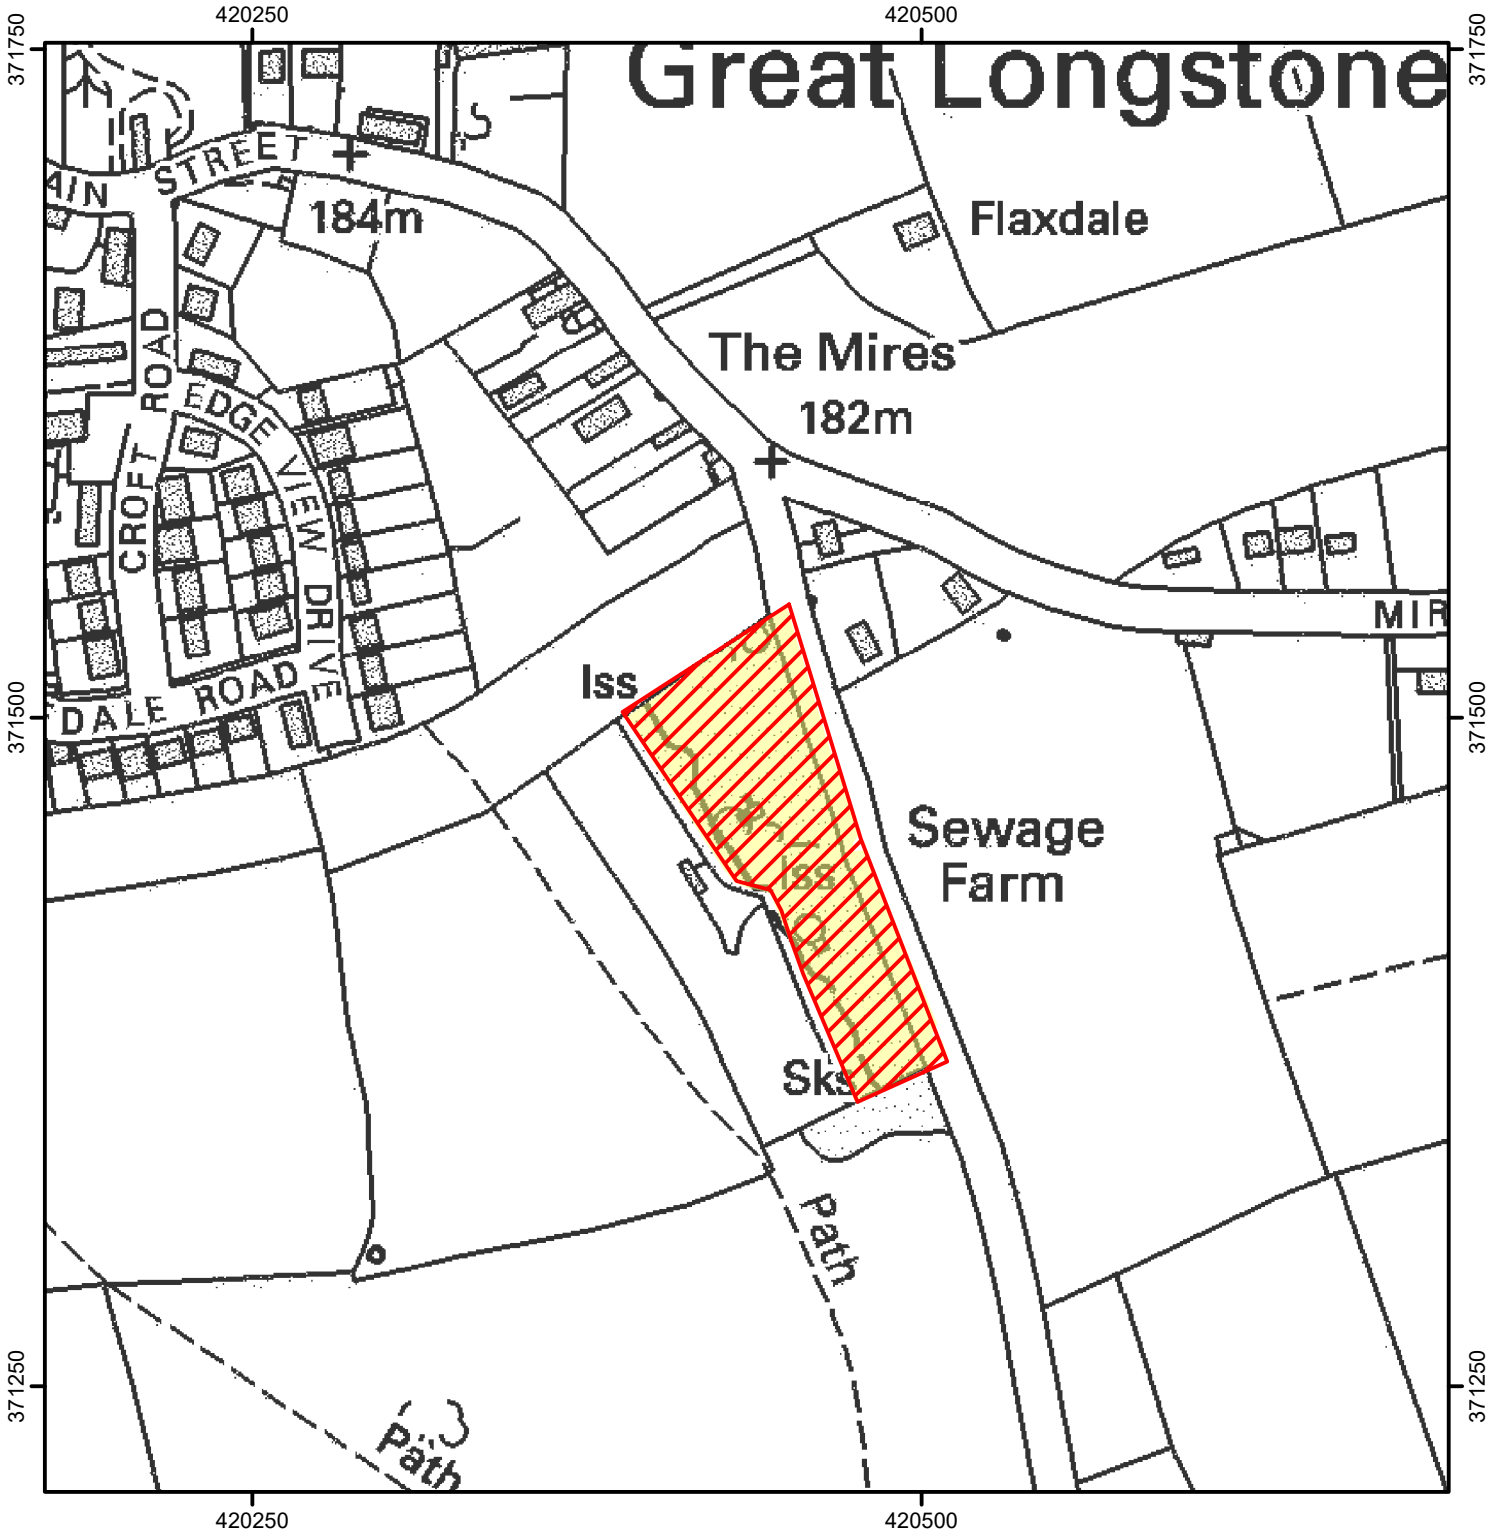 420250
420500
371750
371750
Great Longstone
AIN STREET
184m
Flaxdale
The Mires
182m
CROFT ROAD
EDGE VIEW DRIVE
MIR
Iss
DALE ROAD
371500
371500
Sewage
Farm
Iss
Sks
Path
371250
371250
Path
420250
420500